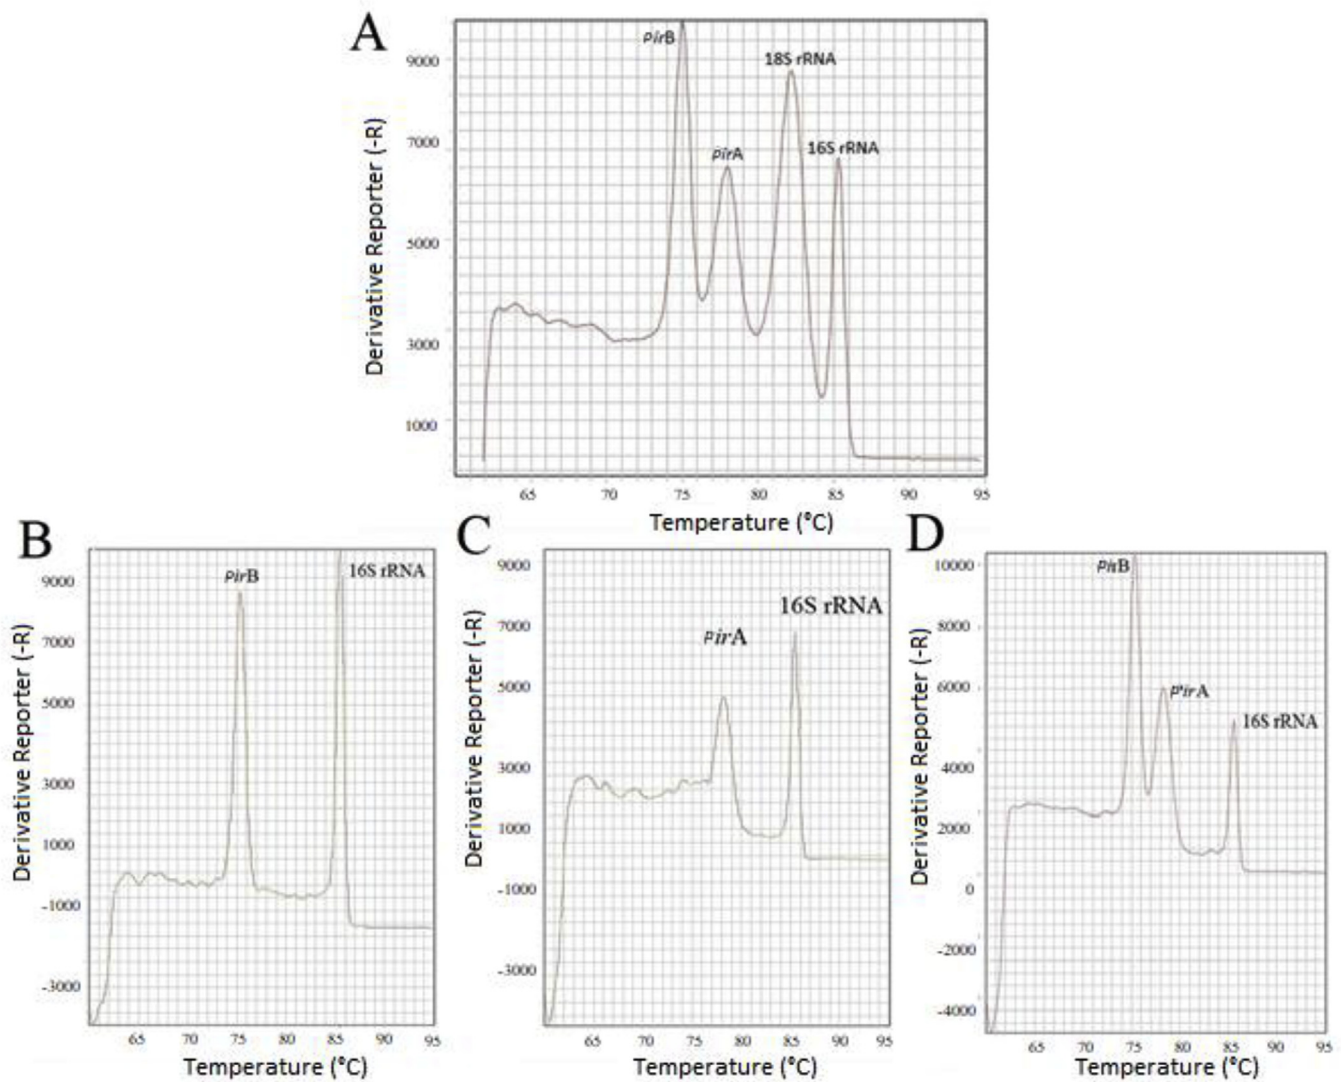 A
pirB
18S rRNA
pirA
16S rRNA
9000
7000
5000
3000
1000
Derivative Reporter (-R)
65 70 75 80 85 90 95
Temperature (°C)
B
pirB
16S rRNA
9000
7000
5000
3000
1000
-1000
-3000
Derivative Reporter (-R)
65 70 75 80 85 90 95
Temperature (°C)
C
16S rRNA
pirA
9000
7000
5000
3000
1000
-1000
-3000
Derivative Reporter (-R)
65 70 75 80 85 90 95
Temperature (°C)
D
pirB
pirA
16S rRNA
10000
8000
6000
4000
2000
0
-2000
-4000
Derivative Reporter (-R)
65 70 75 80 85 90 95
Temperature (°C)